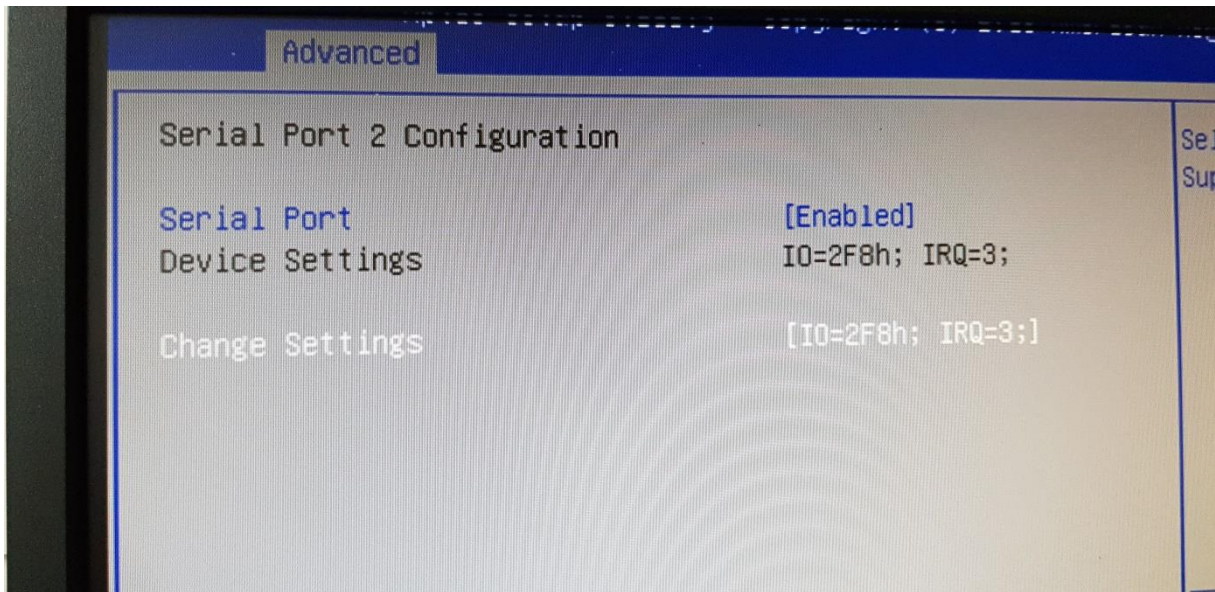 Advanced
Serial Port 2 Configuration
Serial Port [Enabled]
Device Settings IO=2F8h; IRQ=3;
Change Settings [IO=2F8h; IRQ=3;]